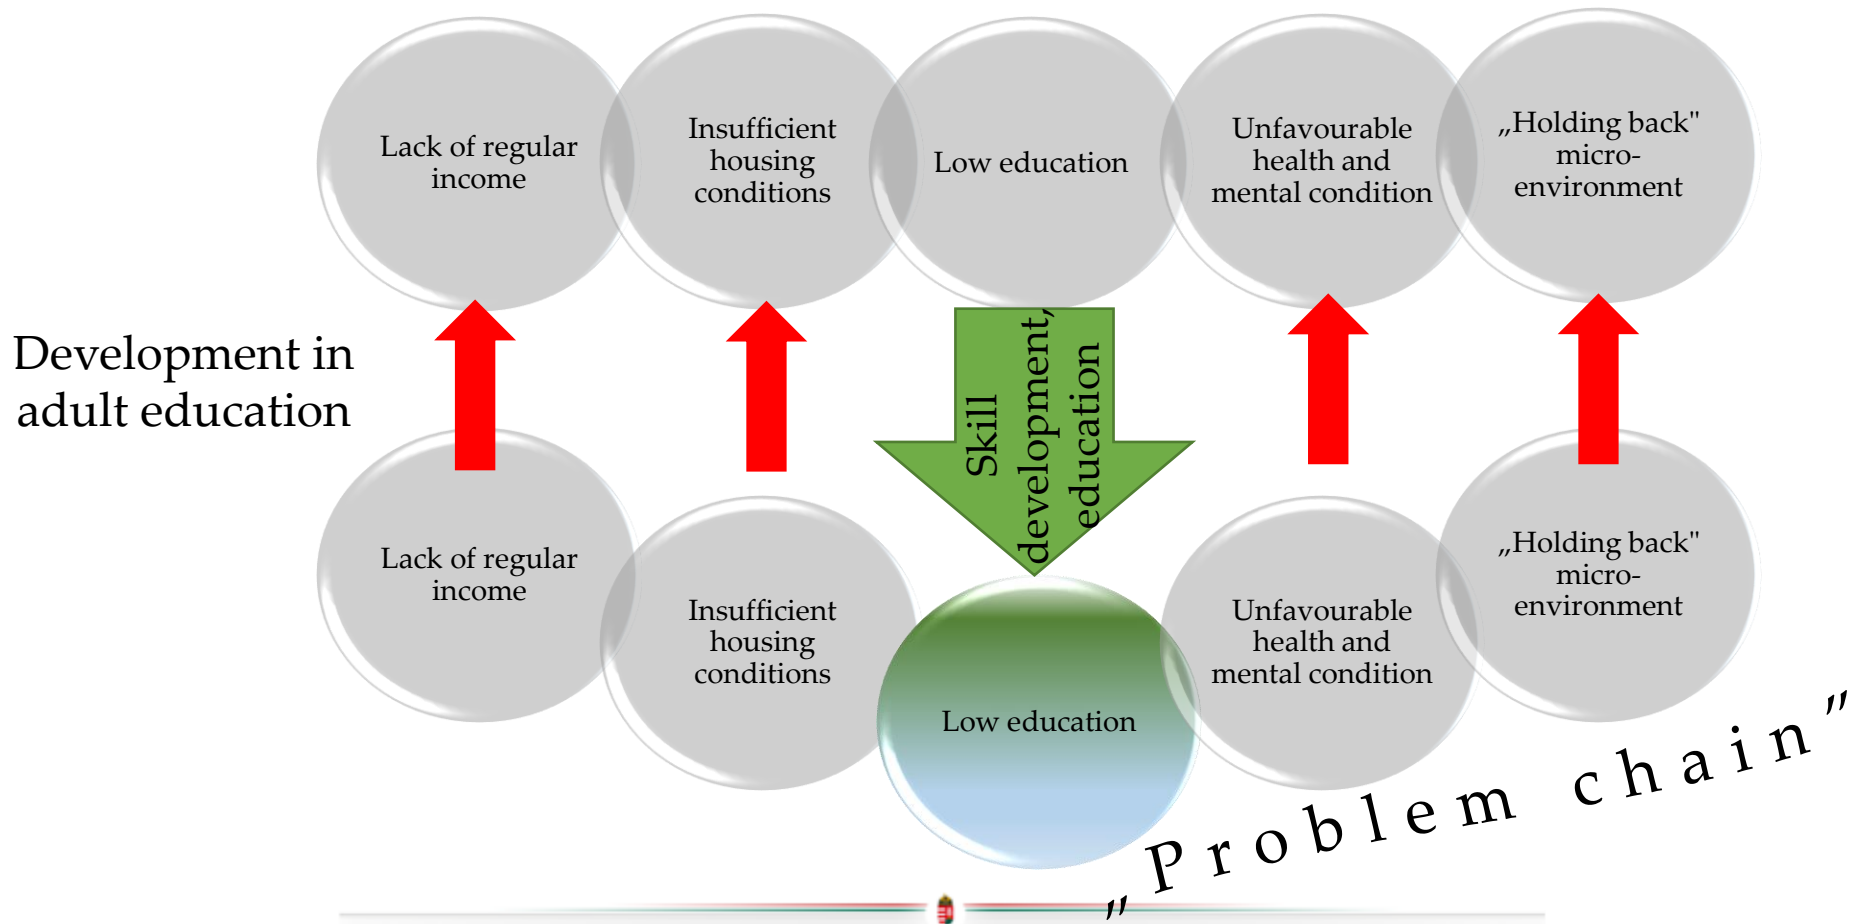 Lack of regular
income
Insufficient
housing
conditions
Low education
Unfavourable
health and
mental condition
„Holding back"
micro-
environment
Development in
adult education
Skill
development,
education
Lack of regular
income
Insufficient
housing
conditions
Low education
Unfavourable
health and
mental condition
„Holding back"
micro-
environment
„Problem chain”